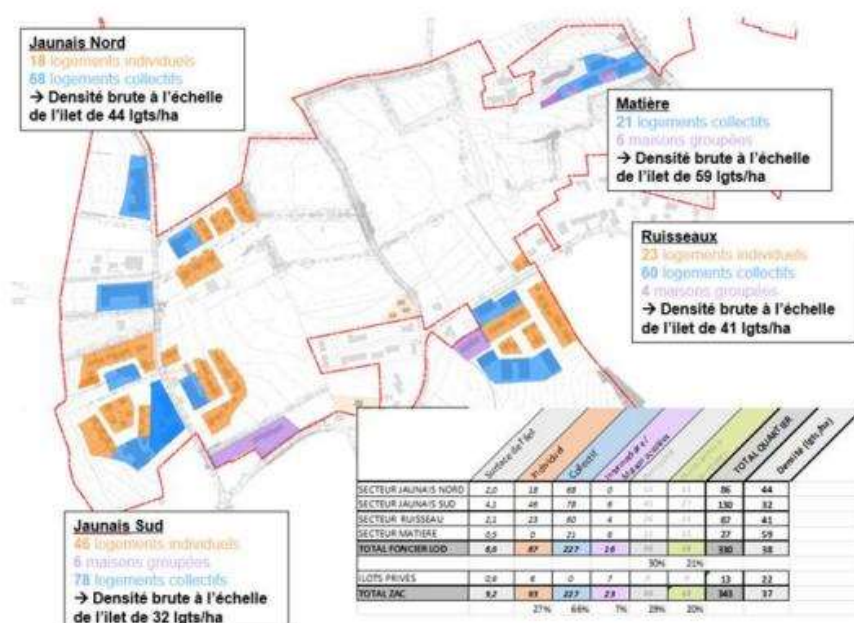 Jaunais Nord
18 logements individuels
68 logements collectifs
→ Densité brute à l'échelle
de l'ilet de 44 lgts/ha
Matière
21 logements collectifs
6 maisons groupées
→ Densité brute à l'échelle
de l'ilet de 59 lgts/ha
Ruisseaux
23 logements individuels
60 logements collectifs
4 maisons groupées
→ Densité brute à l'échelle
de l'ilet de 41 lgts/ha
Jaunais Sud
46 logements individuels
6 maisons groupées
78 logements collectifs
→ Densité brute à l'échelle
de l'ilet de 32 lgts/ha
Surface de l'îlot Individuel Collectif Intermédiaire / TOTAL QUARTIER Densité (lgts/ha)
SECTEUR JAUNAIS NORD 2,0 18 68 0 86 44
SECTEUR JAUNAIS SUD 4,1 46 78 6 130 32
SECTEUR RUISSEAU 2,1 23 60 4 87 41
SECTEUR MATIERE 0,5 0 21 6 27 59
TOTAL FONCIER LOD 87 227 16 330 38
30% 21%
ILOTS PRIVES 0,6 6 0 7 13 22
TOTAL ZAC 9,2 93 227 23 343 37
27% 66% 7% 29% 20%